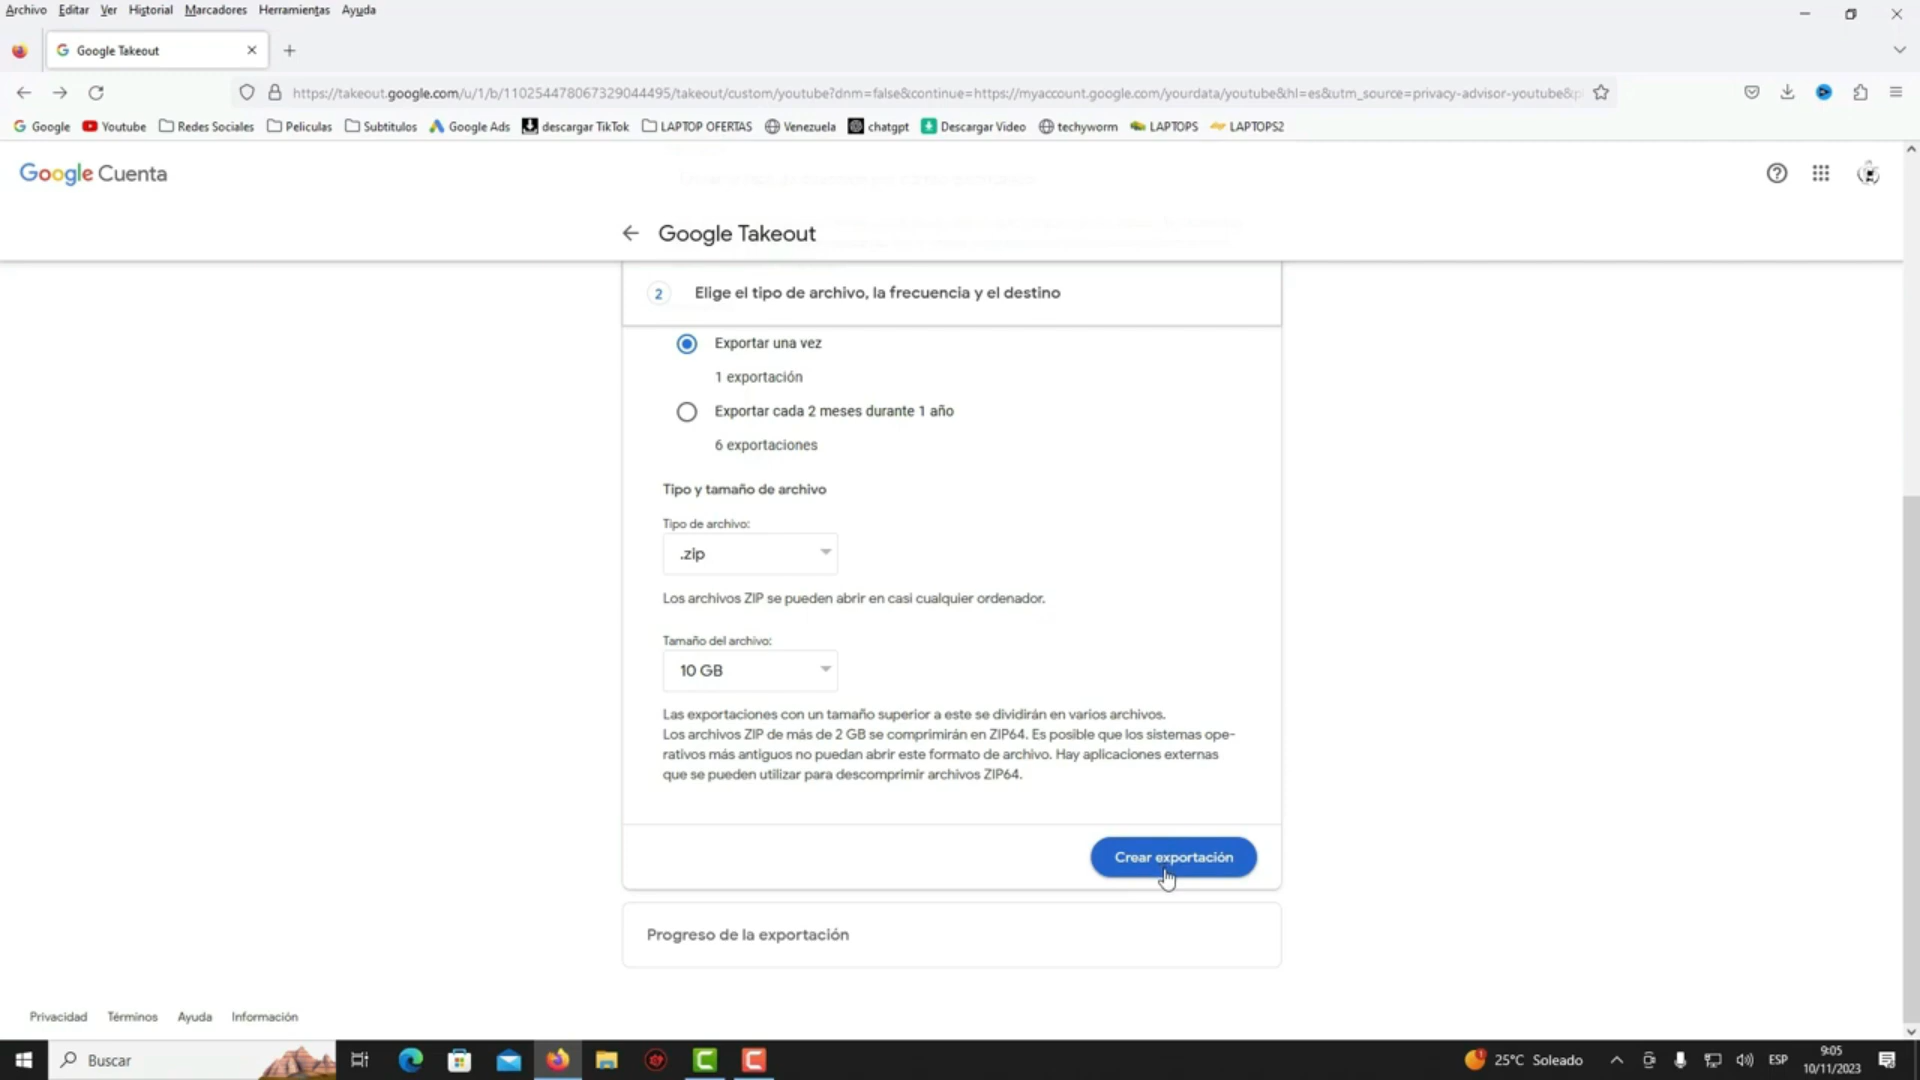 Archivo Editar Ver Historial Marcadores Herramientas Ayuda
Google Takeout
https://takeout.google.com/u/1/b/110254478067329044495/takeout/custom/youtube?dnm=false&continue=https://myaccount.google.com/yourdata/youtube&hl=es&utm_source=privacy-advisor-youtube&p
Google Youtube Redes Sociales Peliculas Subtitulos Google Ads descargar TikTok LAPTOP OFERTAS Venezuela chatgpt Descargar Video techyworm LAPTOPS LAPTOPS2
Google Cuenta
Google Takeout
2 Elige el tipo de archivo, la frecuencia y el destino
Exportar una vez
1 exportación
Exportar cada 2 meses durante 1 año
6 exportaciones
Tipo y tamaño de archivo
Tipo de archivo:
.zip
Los archivos ZIP se pueden abrir en casi cualquier ordenador.
Tamaño del archivo:
10 GB
Las exportaciones con un tamaño superior a este se dividirán en varios archivos.
Los archivos ZIP de más de 2 GB se comprimirán en ZIP64. Es posible que los sistemas ope-
rativos más antiguos no puedan abrir este formato de archivo. Hay aplicaciones externas
que se pueden utilizar para descomprimir archivos ZIP64.
Crear exportación
Progreso de la exportación
Privacidad Términos Ayuda Información
Buscar
25°C Soleado
ESP
9:05
10/11/2023